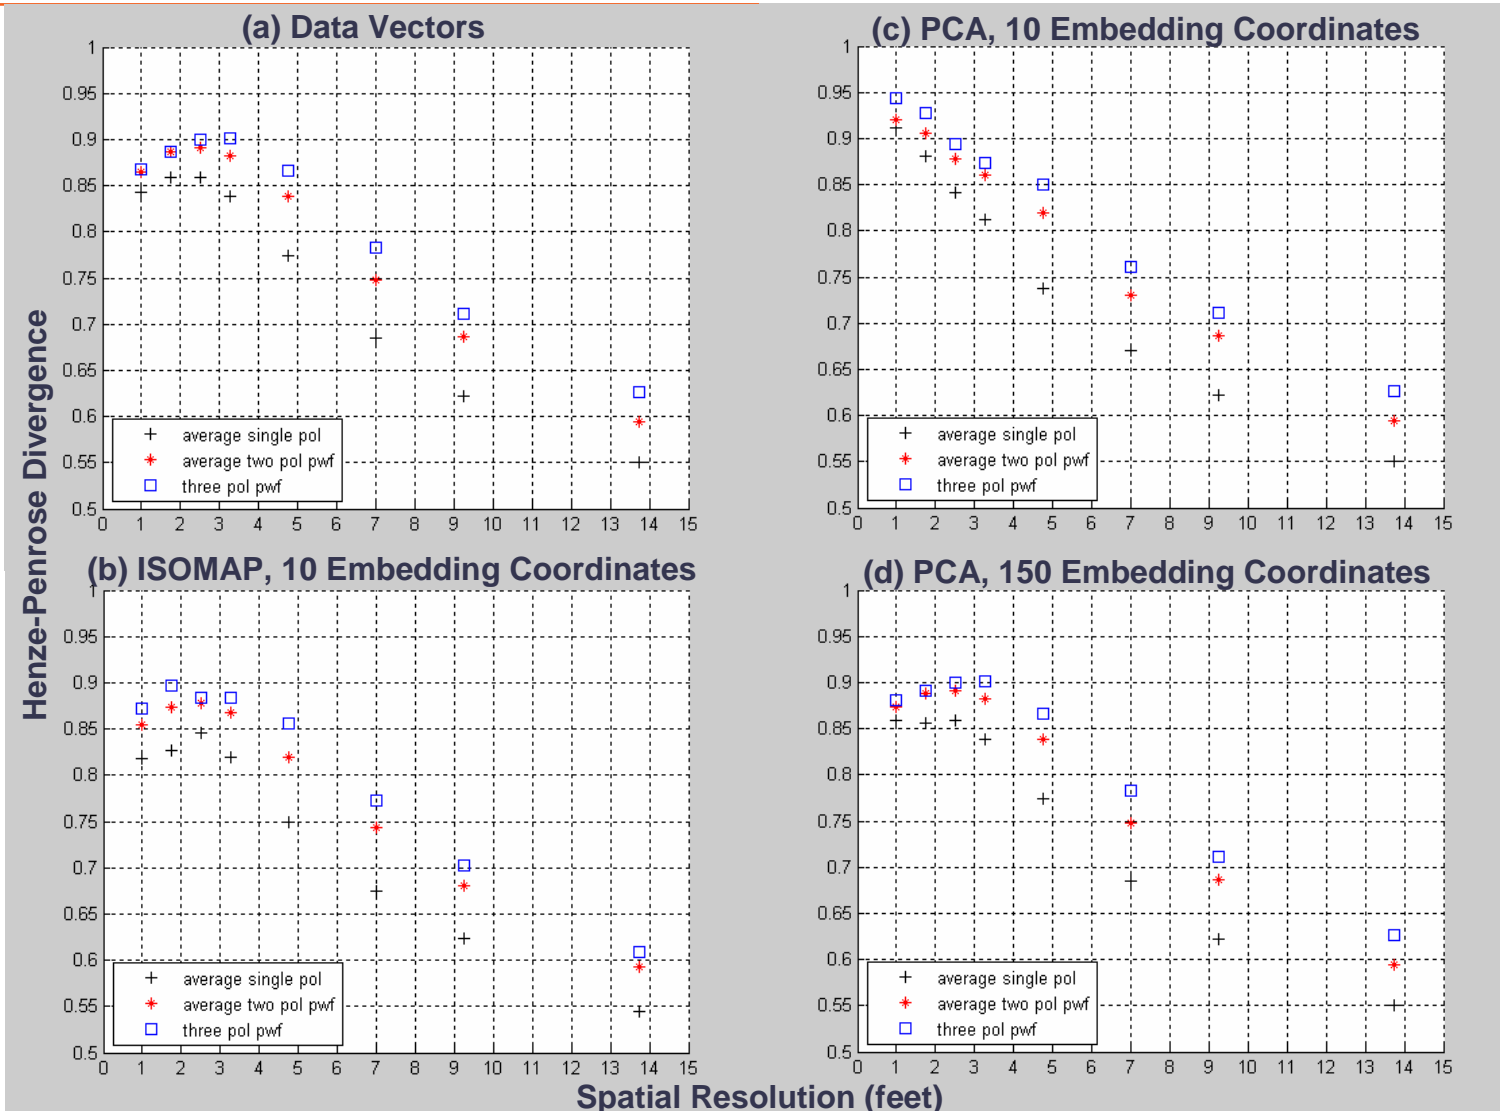 (a) Data Vectors
1
0.95
0.9
0.85
0.8
0.75
0.7
0.65
0.6
0.55
0.5
average single pol
average two pol pwf
three pol pwf
0 1 2 3 4 5 6 7 8 9 10 11 12 13 14 15
(c) PCA, 10 Embedding Coordinates
1
0.95
0.9
0.85
0.8
0.75
0.7
0.65
0.6
0.55
0.5
average single pol
average two pol pwf
three pol pwf
0 1 2 3 4 5 6 7 8 9 10 11 12 13 14 15
Henze-Penrose Divergence
(b) ISOMAP, 10 Embedding Coordinates
1
0.95
0.9
0.85
0.8
0.75
0.7
0.65
0.6
0.55
0.5
average single pol
average two pol pwf
three pol pwf
0 1 2 3 4 5 6 7 8 9 10 11 12 13 14 15
(d) PCA, 150 Embedding Coordinates
1
0.95
0.9
0.85
0.8
0.75
0.7
0.65
0.6
0.55
0.5
average single pol
average two pol pwf
three pol pwf
0 1 2 3 4 5 6 7 8 9 10 11 12 13 14 15
Spatial Resolution (feet)